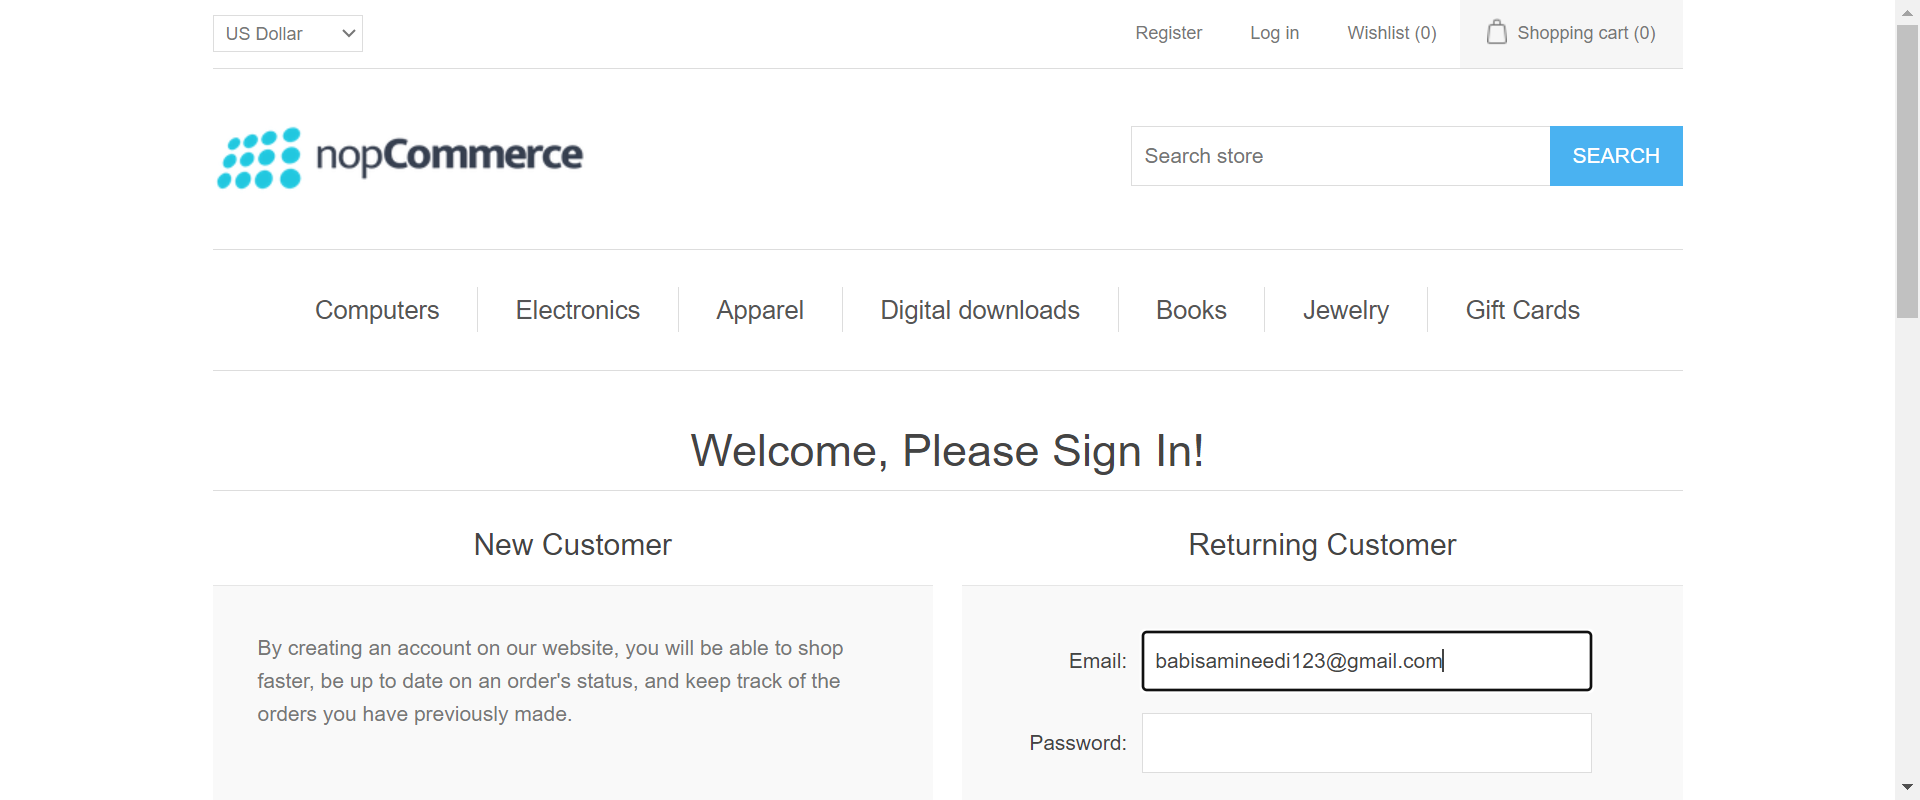 US Dollar
Register
Log in
Wishlist (0)
Shopping cart (0)
nopCommerce
Search store
SEARCH
Computers
Electronics
Apparel
Digital downloads
Books
Jewelry
Gift Cards
Welcome, Please Sign In!
New Customer
By creating an account on our website, you will be able to shop
faster, be up to date on an order's status, and keep track of the
orders you have previously made.
Returning Customer
Email:
babisamineedi123@gmail.com
Password: